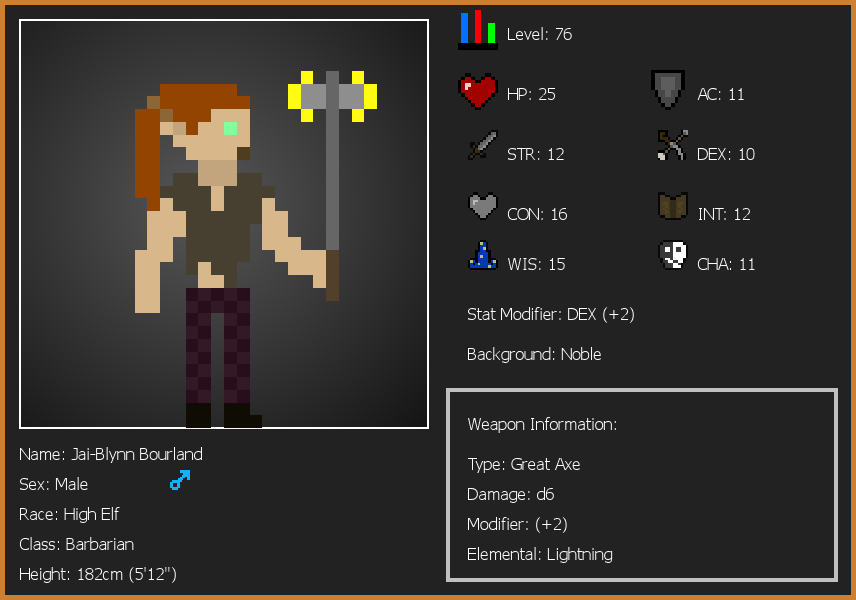 Level: 76
HP: 25
AC: 11
STR: 12
DEX: 10
CON: 16
INT: 12
WIS: 15
CHA: 11
Stat Modifier: DEX (+2)
Background: Noble
Weapon Information:
Type: Great Axe
Damage: d6
Modifier: (+2)
Elemental: Lightning
Name: Jai-Blynn Bourland
Sex: Male
Race: High Elf
Class: Barbarian
Height: 182cm (5'12")